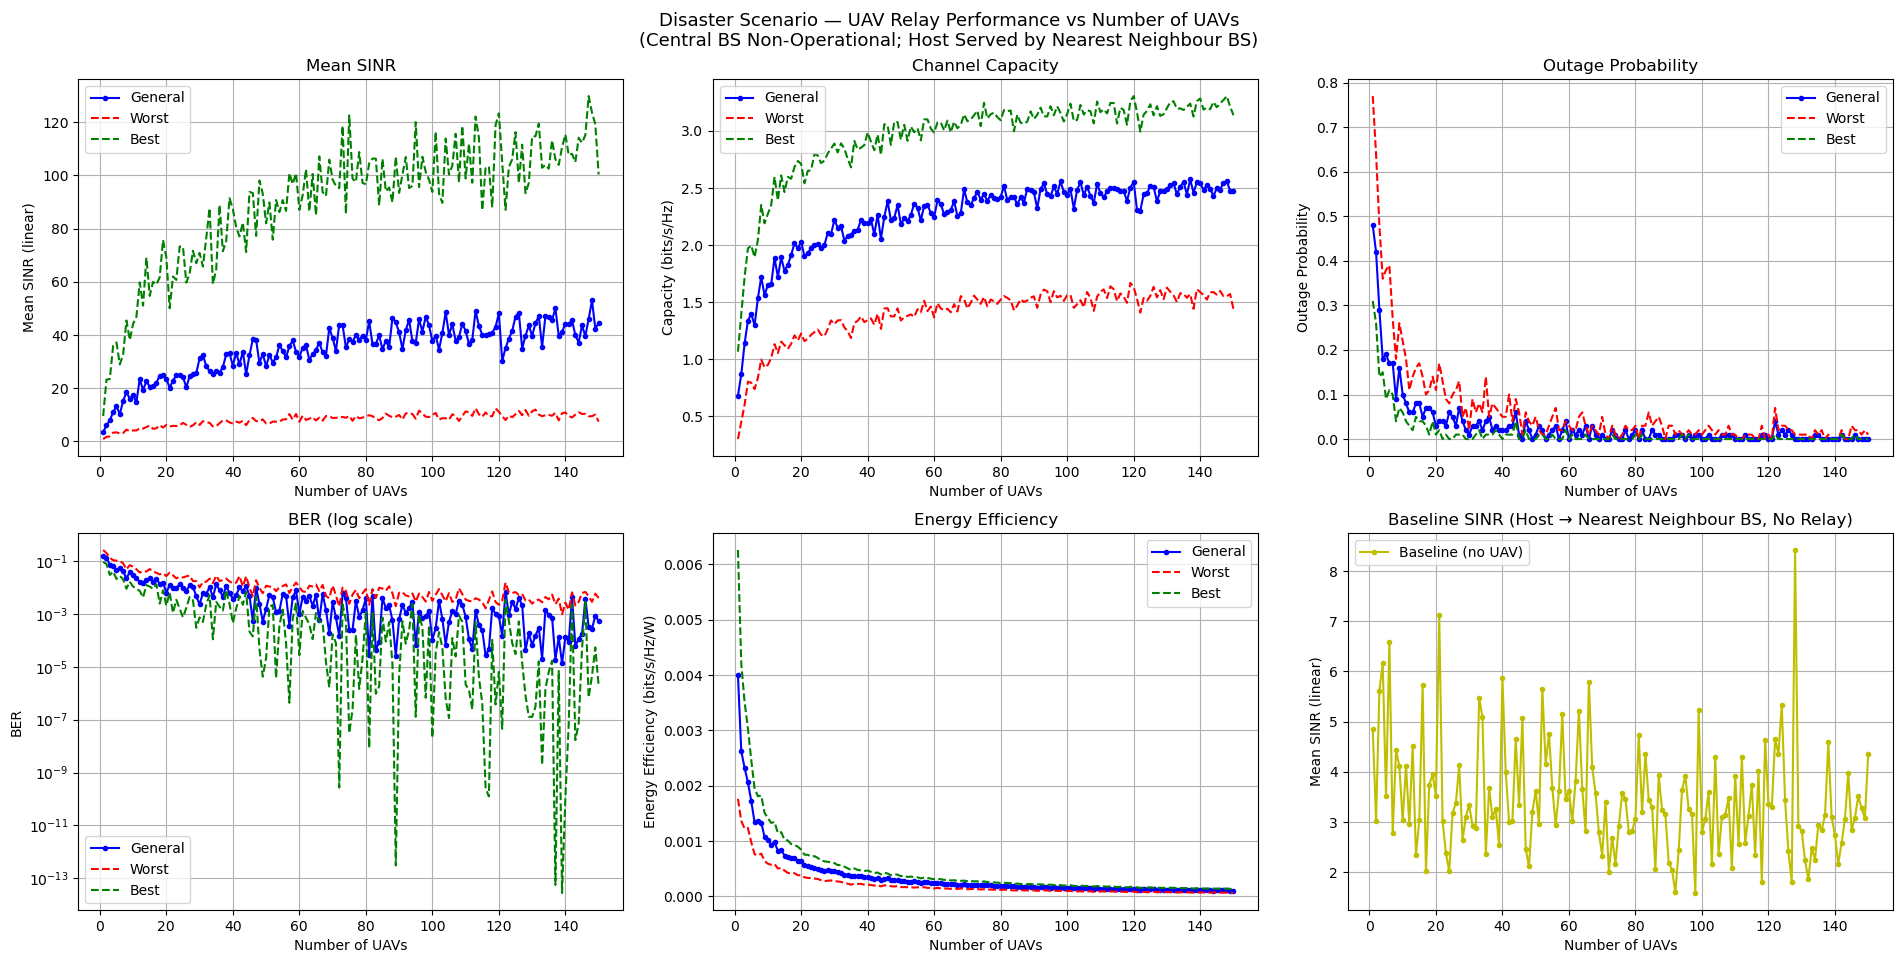 Disaster Scenario — UAV Relay Performance vs Number of UAVs
(Central BS Non-Operational; Host Served by Nearest Neighbour BS)
Mean SINR
General
Worst
Best
Mean SINR (linear)
120
100
80
60
40
20
0
0 20 40 60 80 100 120 140
Number of UAVs
Channel Capacity
General
Worst
Best
Capacity (bits/s/Hz)
3.0
2.5
2.0
1.5
1.0
0.5
0 20 40 60 80 100 120 140
Number of UAVs
Outage Probability
General
Worst
Best
Outage Probability
0.8
0.7
0.6
0.5
0.4
0.3
0.2
0.1
0.0
0 20 40 60 80 100 120 140
Number of UAVs
BER (log scale)
BER
10⁻¹
10⁻³
10⁻⁵
10⁻⁷
10⁻⁹
10⁻¹¹
10⁻¹³
General
Worst
Best
0 20 40 60 80 100 120 140
Number of UAVs
Energy Efficiency
General
Worst
Best
Energy Efficiency (bits/s/Hz/W)
0.006
0.005
0.004
0.003
0.002
0.001
0.000
0 20 40 60 80 100 120 140
Number of UAVs
Baseline SINR (Host → Nearest Neighbour BS, No Relay)
Baseline (no UAV)
Mean SINR (linear)
8
7
6
5
4
3
2
0 20 40 60 80 100 120 140
Number of UAVs